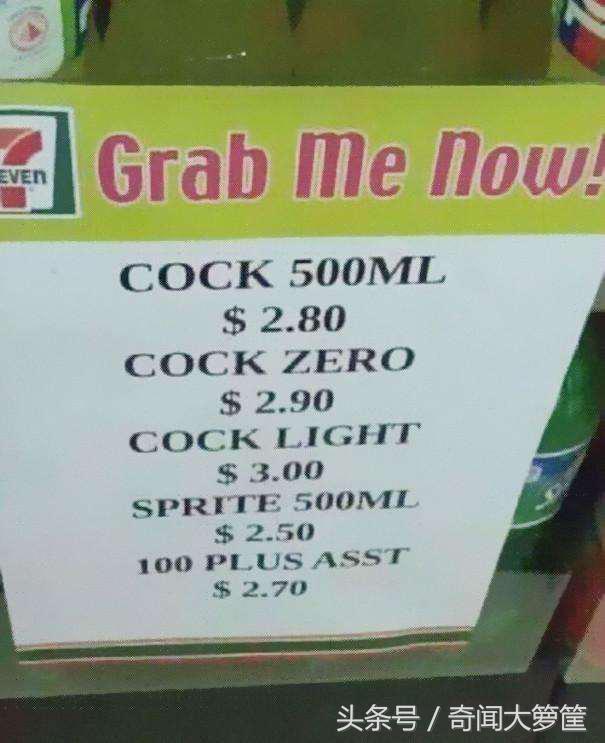 7
EVEn
Grab Me Now!
COCK 500ML
$ 2.80
COCK ZERO
$ 2.90
COCK LIGHT
$ 3.00
SPRITE 500ML
$ 2.50
100 PLUS ASST
$ 2.70
头条号 / 奇闻大箩筐